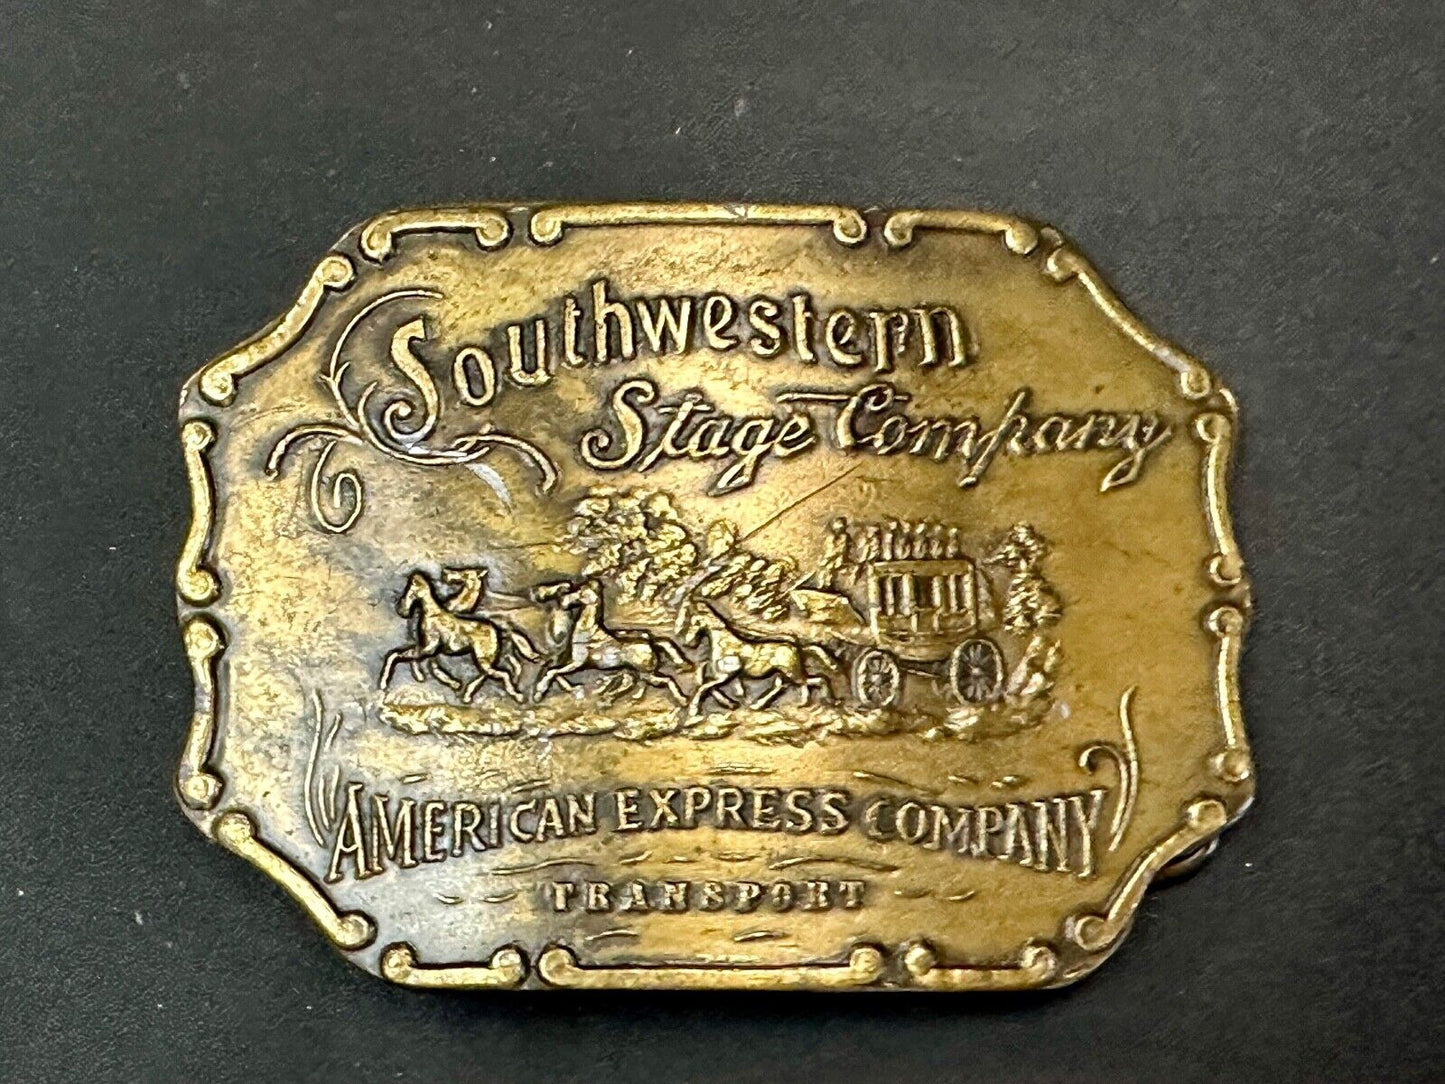 Southwestern
Stage Company
AMERICAN EXPRESS COMPANY
TRANSPORT